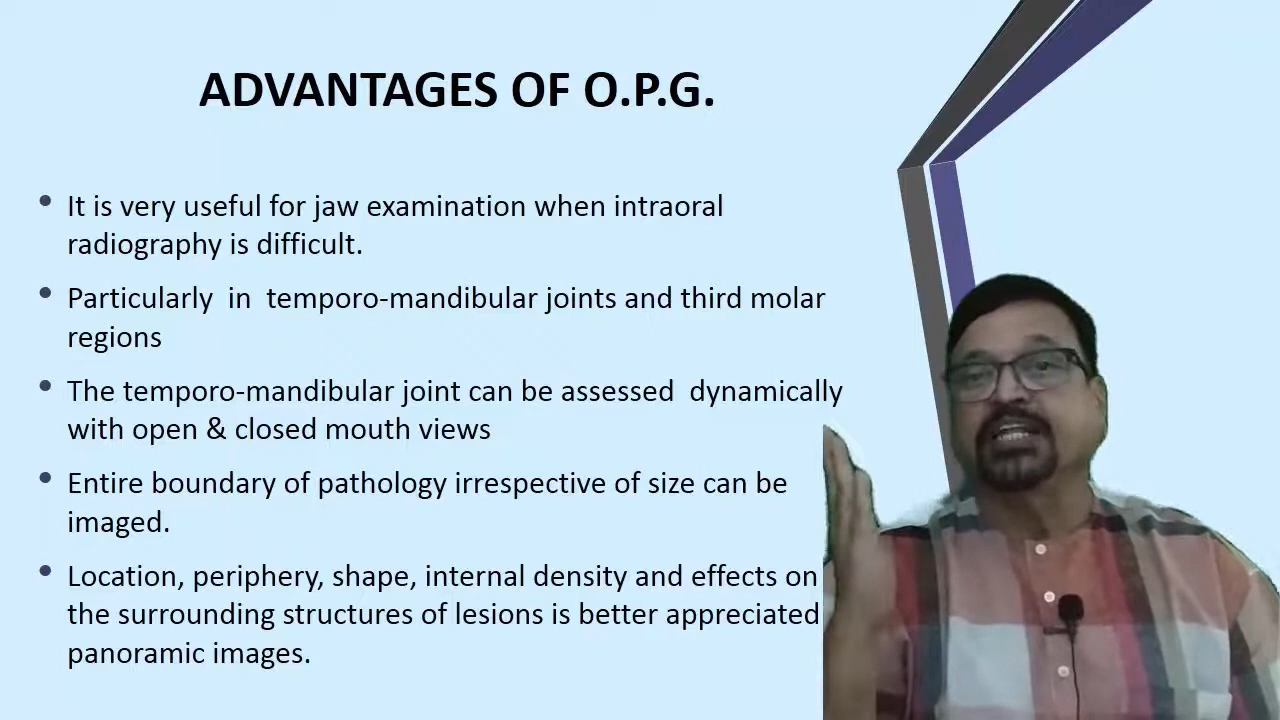 ADVANTAGES OF O.P.G.
• It is very useful for jaw examination when intraoral
radiography is difficult.
• Particularly in temporo-mandibular joints and third molar
regions
• The temporo-mandibular joint can be assessed dynamically
with open & closed mouth views
• Entire boundary of pathology irrespective of size can be
imaged.
• Location, periphery, shape, internal density and effects on
the surrounding structures of lesions is better appreciated
panoramic images.